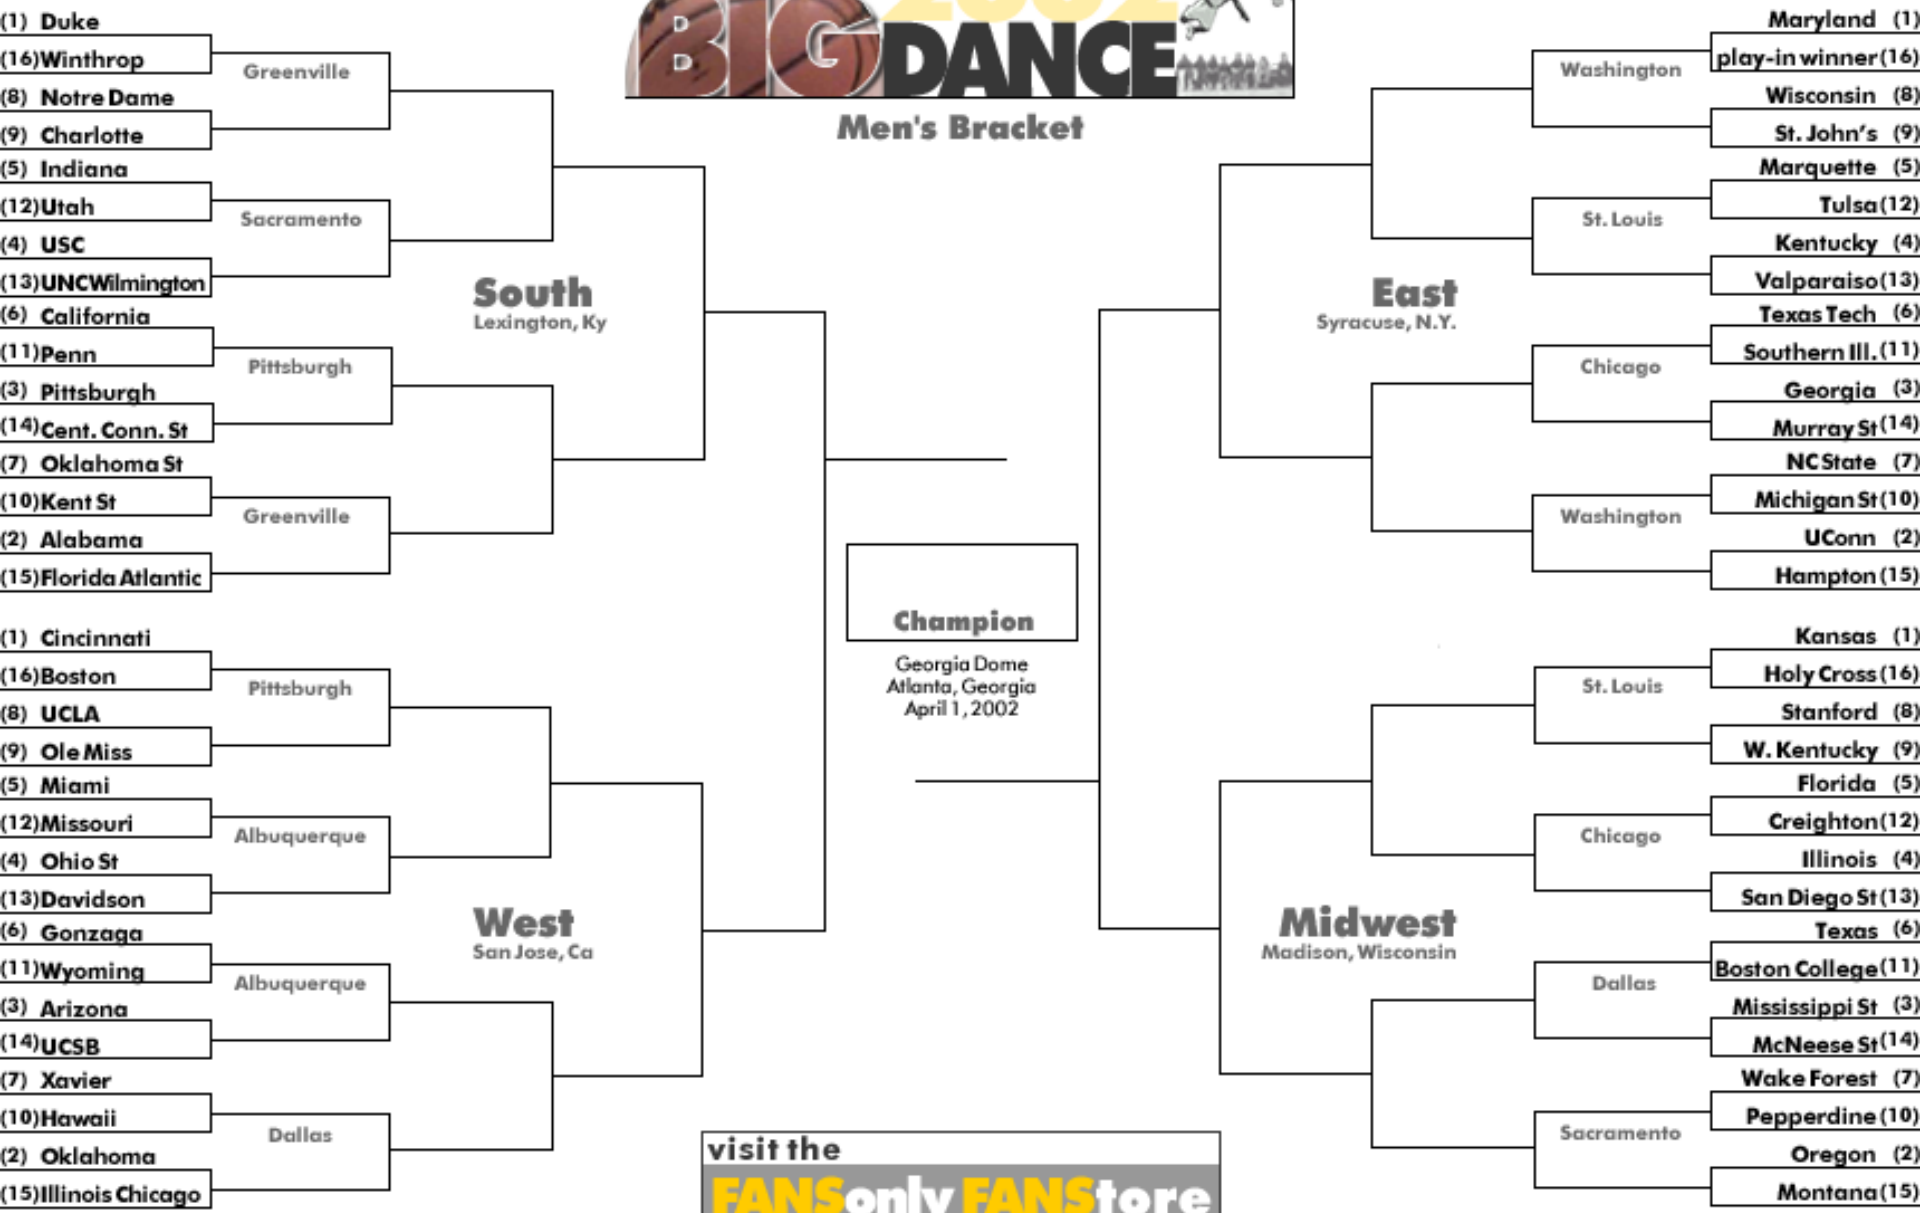 2002
BIG DANCE
Men's Bracket
(1) Duke
(16) Winthrop
Greenville
(8) Notre Dame
(9) Charlotte
(5) Indiana
(12) Utah
Sacramento
(4) USC
(13) UNC Wilmington
South
Lexington, Ky
(6) California
(11) Penn
Pittsburgh
(3) Pittsburgh
(14) Cent. Conn. St
(7) Oklahoma St
(10) Kent St
Greenville
(2) Alabama
(15) Florida Atlantic
(1) Cincinnati
(16) Boston
Pittsburgh
(8) UCLA
(9) Ole Miss
(5) Miami
(12) Missouri
Albuquerque
(4) Ohio St
(13) Davidson
West
San Jose, Ca
(6) Gonzaga
(11) Wyoming
Albuquerque
(3) Arizona
(14) UCSB
(7) Xavier
(10) Hawaii
Dallas
(2) Oklahoma
(15) Illinois Chicago
Champion
Georgia Dome
Atlanta, Georgia
April 1, 2002
Maryland (1)
play-in winner (16)
Washington
Wisconsin (8)
St. John's (9)
Marquette (5)
Tulsa (12)
St. Louis
Kentucky (4)
Valparaiso (13)
East
Syracuse, N.Y.
Texas Tech (6)
Southern Ill. (11)
Chicago
Georgia (3)
Murray St (14)
NC State (7)
Michigan St (10)
Washington
UConn (2)
Hampton (15)
Kansas (1)
Holy Cross (16)
St. Louis
Stanford (8)
W. Kentucky (9)
Florida (5)
Creighton (12)
Chicago
Illinois (4)
San Diego St (13)
Midwest
Madison, Wisconsin
Texas (6)
Boston College (11)
Dallas
Mississippi St (3)
McNeese St (14)
Wake Forest (7)
Pepperdine (10)
Sacramento
Oregon (2)
Montana (15)
visit the
FANSonly FANStore